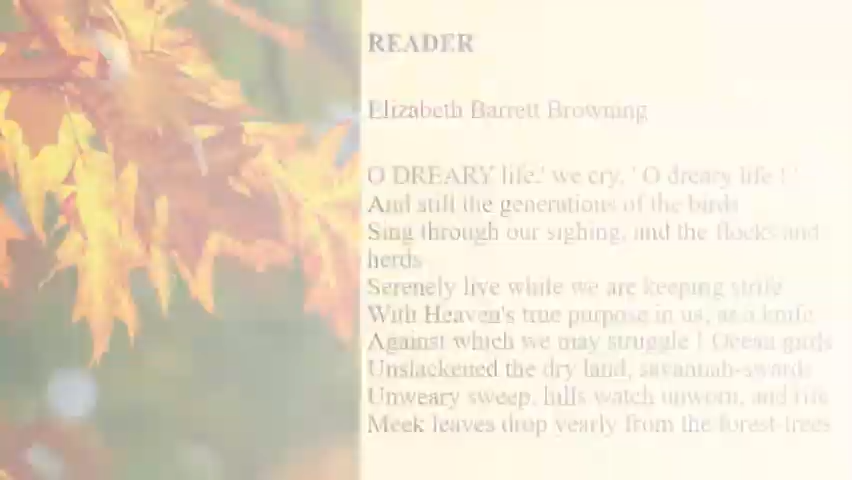 READER
Elizabeth Barrett Browning
O DREARY life,' we cry, ' O dreary life ! '
And still the generations of the birds
Sing through our sighing, and the flocks and
herds
Serenely live while we are keeping strife
With Heaven's true purpose in us, as a knife
Against which we may struggle ! Ocean girds
Unslackened the dry land, savannah-swards
Unweary sweep, hills watch unworn, and rife
Meek leaves drop yearly from the forest-trees